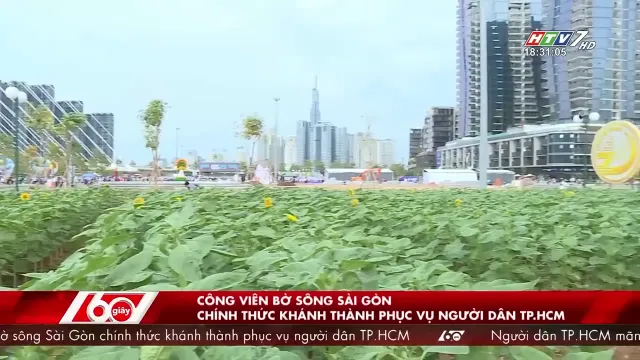 HTV7 HD
18:31:05
60 giây
CÔNG VIÊN BỜ SÔNG SÀI GÒN
CHÍNH THỨC KHÁNH THÀNH PHỤC VỤ NGƯỜI DÂN TP.HCM
ờ sông Sài Gòn chính thức khánh thành phục vụ người dân TP.HCM 60 Người dân TP.HCM mãn